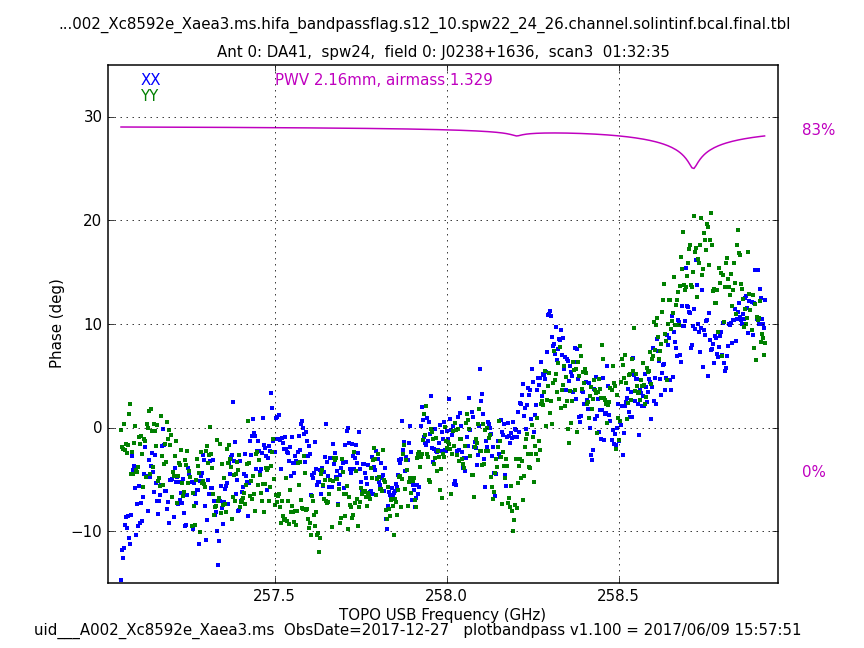 ...002_Xc8592e_Xaea3.ms.hifa_bandpassflag.s12_10.spw22_24_26.channel.solintinf.bcal.final.tbl
Ant 0: DA41,  spw24,  field 0: J0238+1636,  scan3  01:32:35
XX
PWV 2.16mm, airmass 1.329
YY
30
83%
20
10
Phase (deg)
0
0%
−10
257.5
258.0
258.5
TOPO USB Frequency (GHz)
uid___A002_Xc8592e_Xaea3.ms  ObsDate=2017-12-27   plotbandpass v1.100 = 2017/06/09 15:57:51